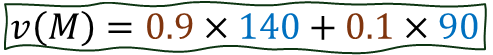 v(M) = 0.9 × 140 + 0.1 × 90